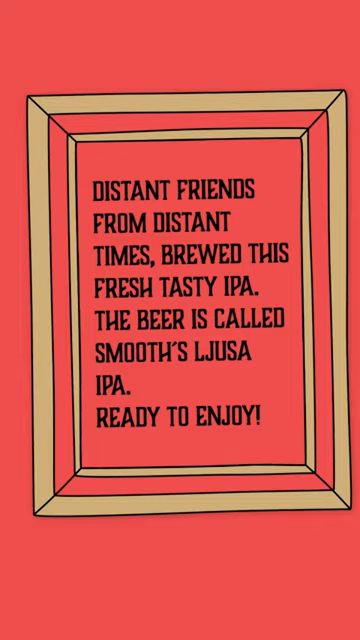 DISTANT FRIENDS
FROM DISTANT
TIMES, BREWED THIS
FRESH TASTY IPA.
THE BEER IS CALLED
SMOOTH´S LJUSA
IPA.
READY TO ENJOY!